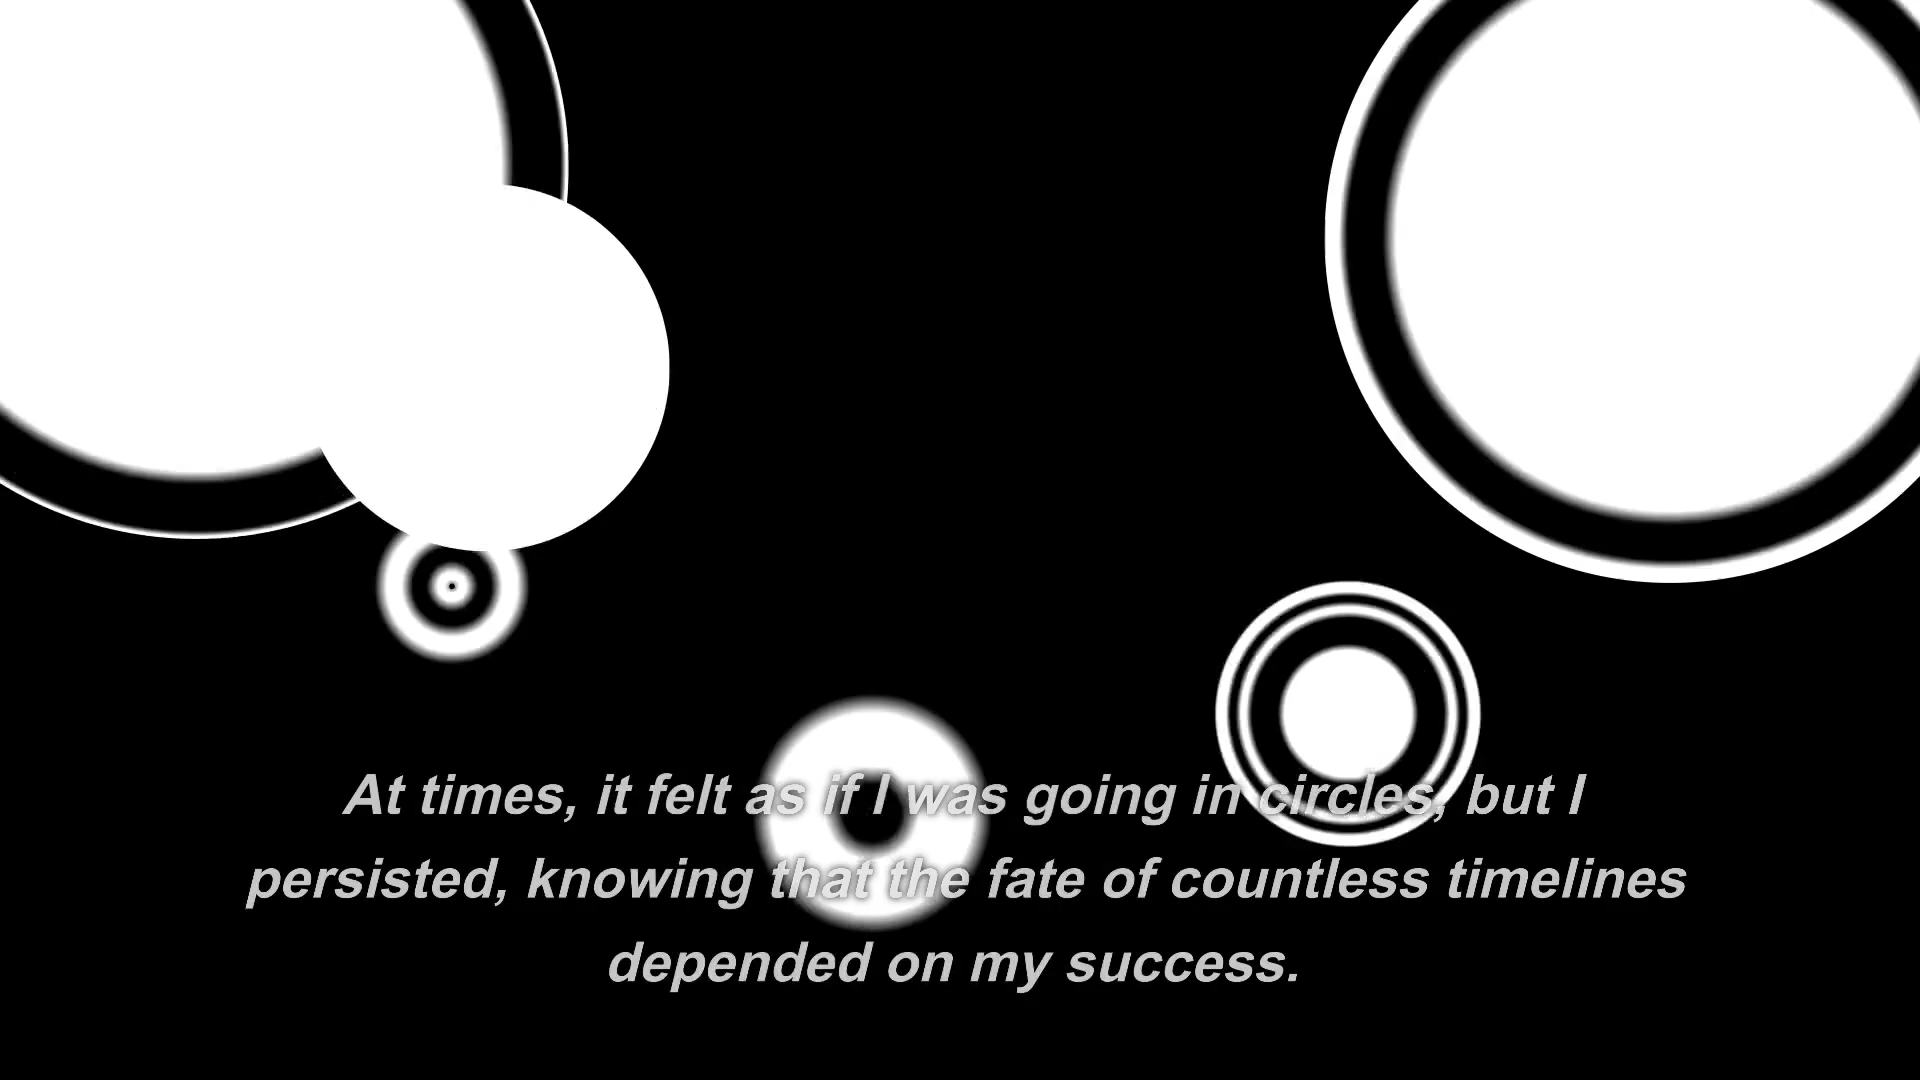 At times, it felt as if I was going in circles, but I
persisted, knowing that the fate of countless timelines
depended on my success.